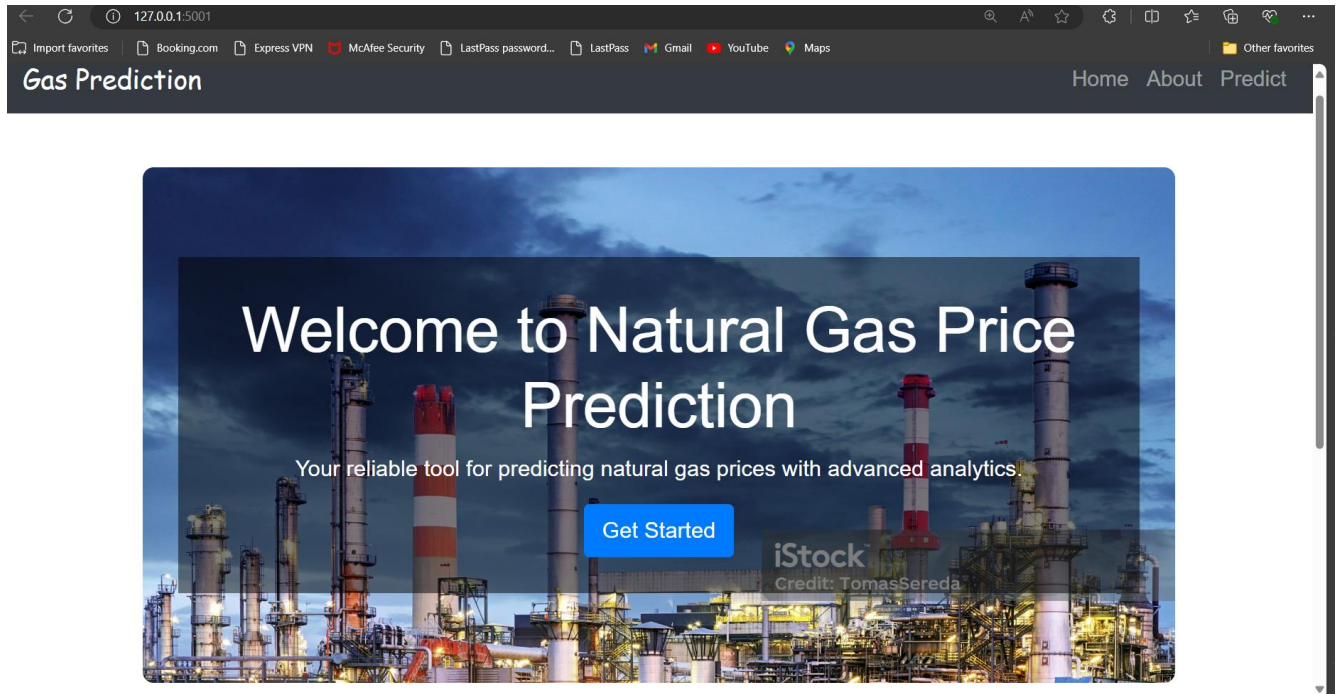 127.0.0.1:5001
Import favorites Booking.com Express VPN McAfee Security LastPass password... LastPass Gmail YouTube Maps Other favorites
Gas Prediction Home About Predict
Welcome to Natural Gas Price
Prediction
Your reliable tool for predicting natural gas prices with advanced analytics.
Get Started
iStock
Credit: TomasSereda